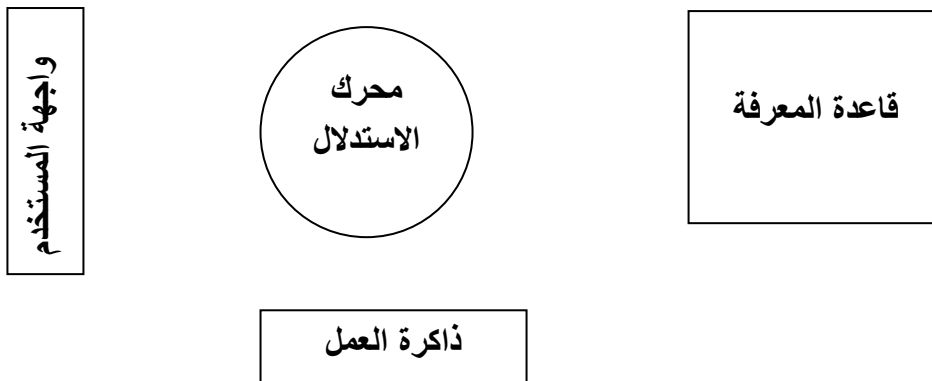 قاعدة المعرفة
محرك
الاستدلال
واجهة المستخدم
ذاكرة العمل